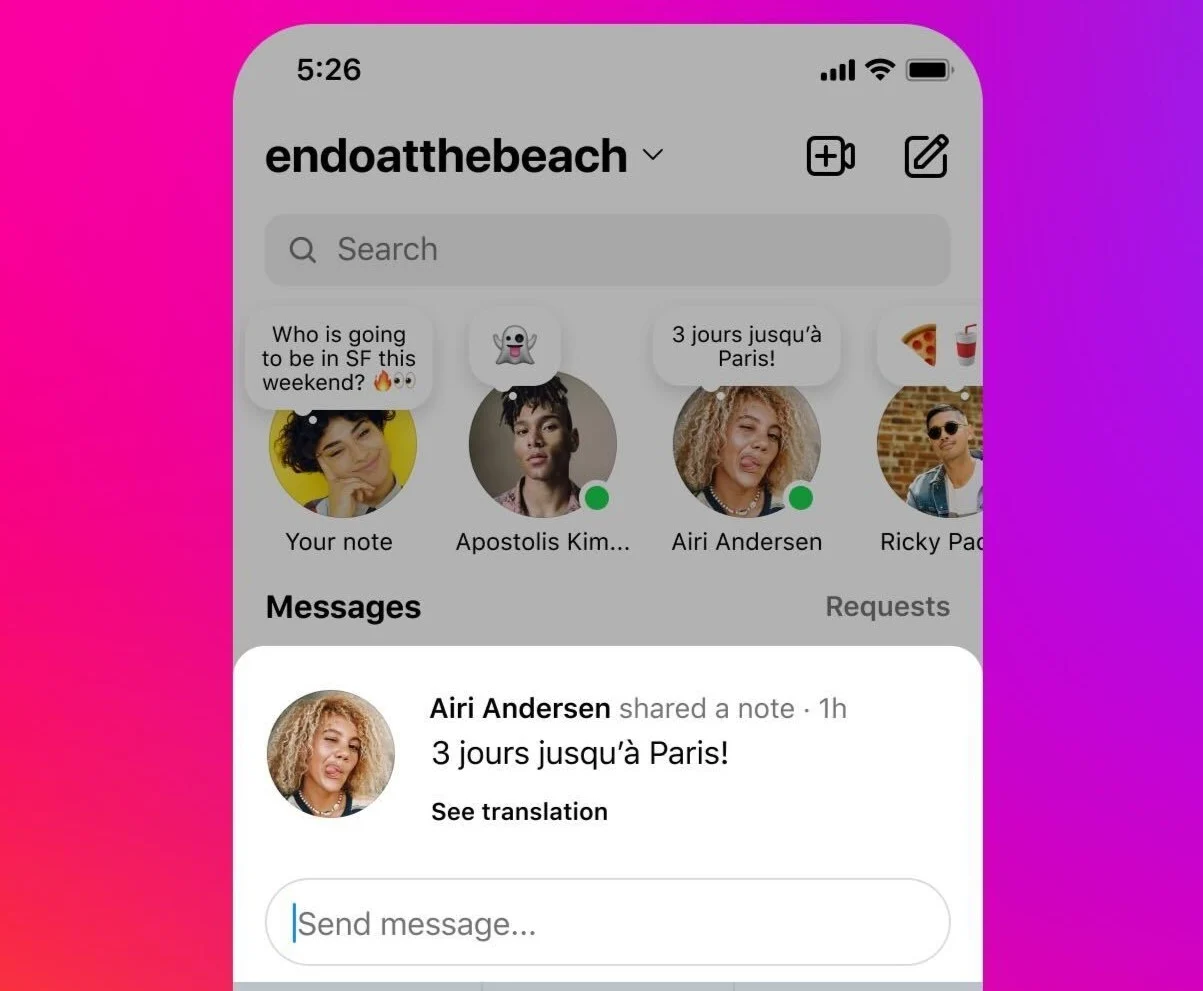 5:26
endoatthebeach
Search
Who is going
to be in SF this
weekend? 🔥👀
👻
3 jours jusqu’à
Paris!
🍕 🥤
Your note
Apostolis Kim...
Airi Andersen
Ricky Pac
Messages
Requests
Airi Andersen shared a note · 1h
3 jours jusqu’à Paris!
See translation
Send message...